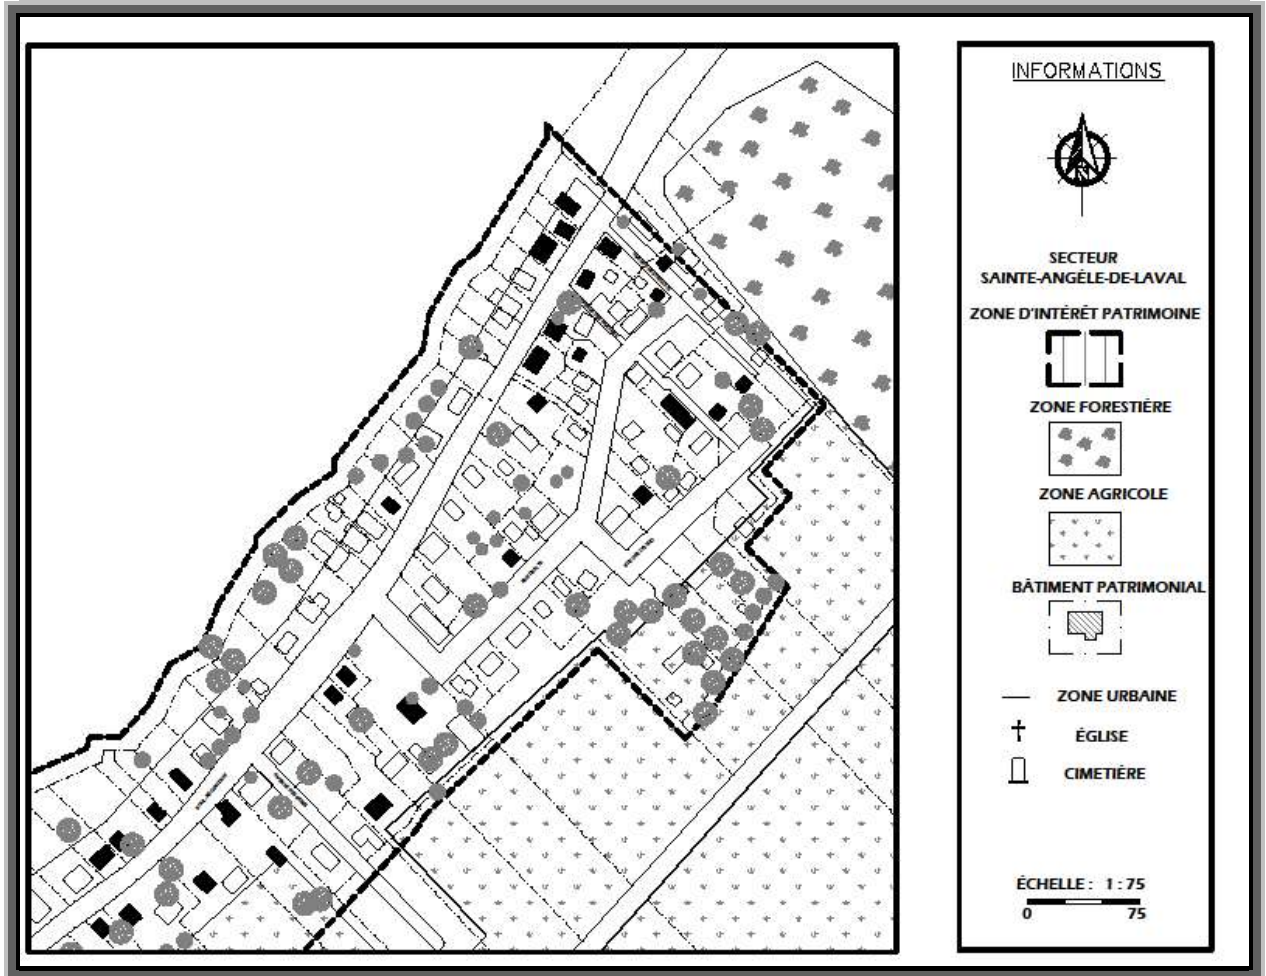 INFORMATIONS
N
SECTEUR
SAINTE-ANGÈLE-DE-LAVAL
ZONE D'INTÉRÊT PATRIMOINE
ZONE FORESTIÈRE
ZONE AGRICOLE
BÂTIMENT PATRIMONIAL
ZONE URBAINE
ÉGLISE
CIMETIÈRE
ÉCHELLE : 1 : 75
0 75